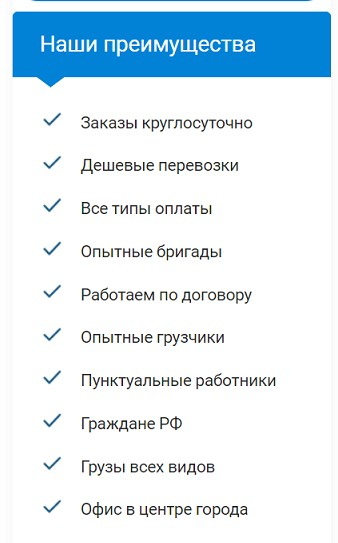 Наши преимущества
Заказы круглосуточно
Дешевые перевозки
Все типы оплаты
Опытные бригады
Работаем по договору
Опытные грузчики
Пунктуальные работники
Граждане РФ
Грузы всех видов
Офис в центре города